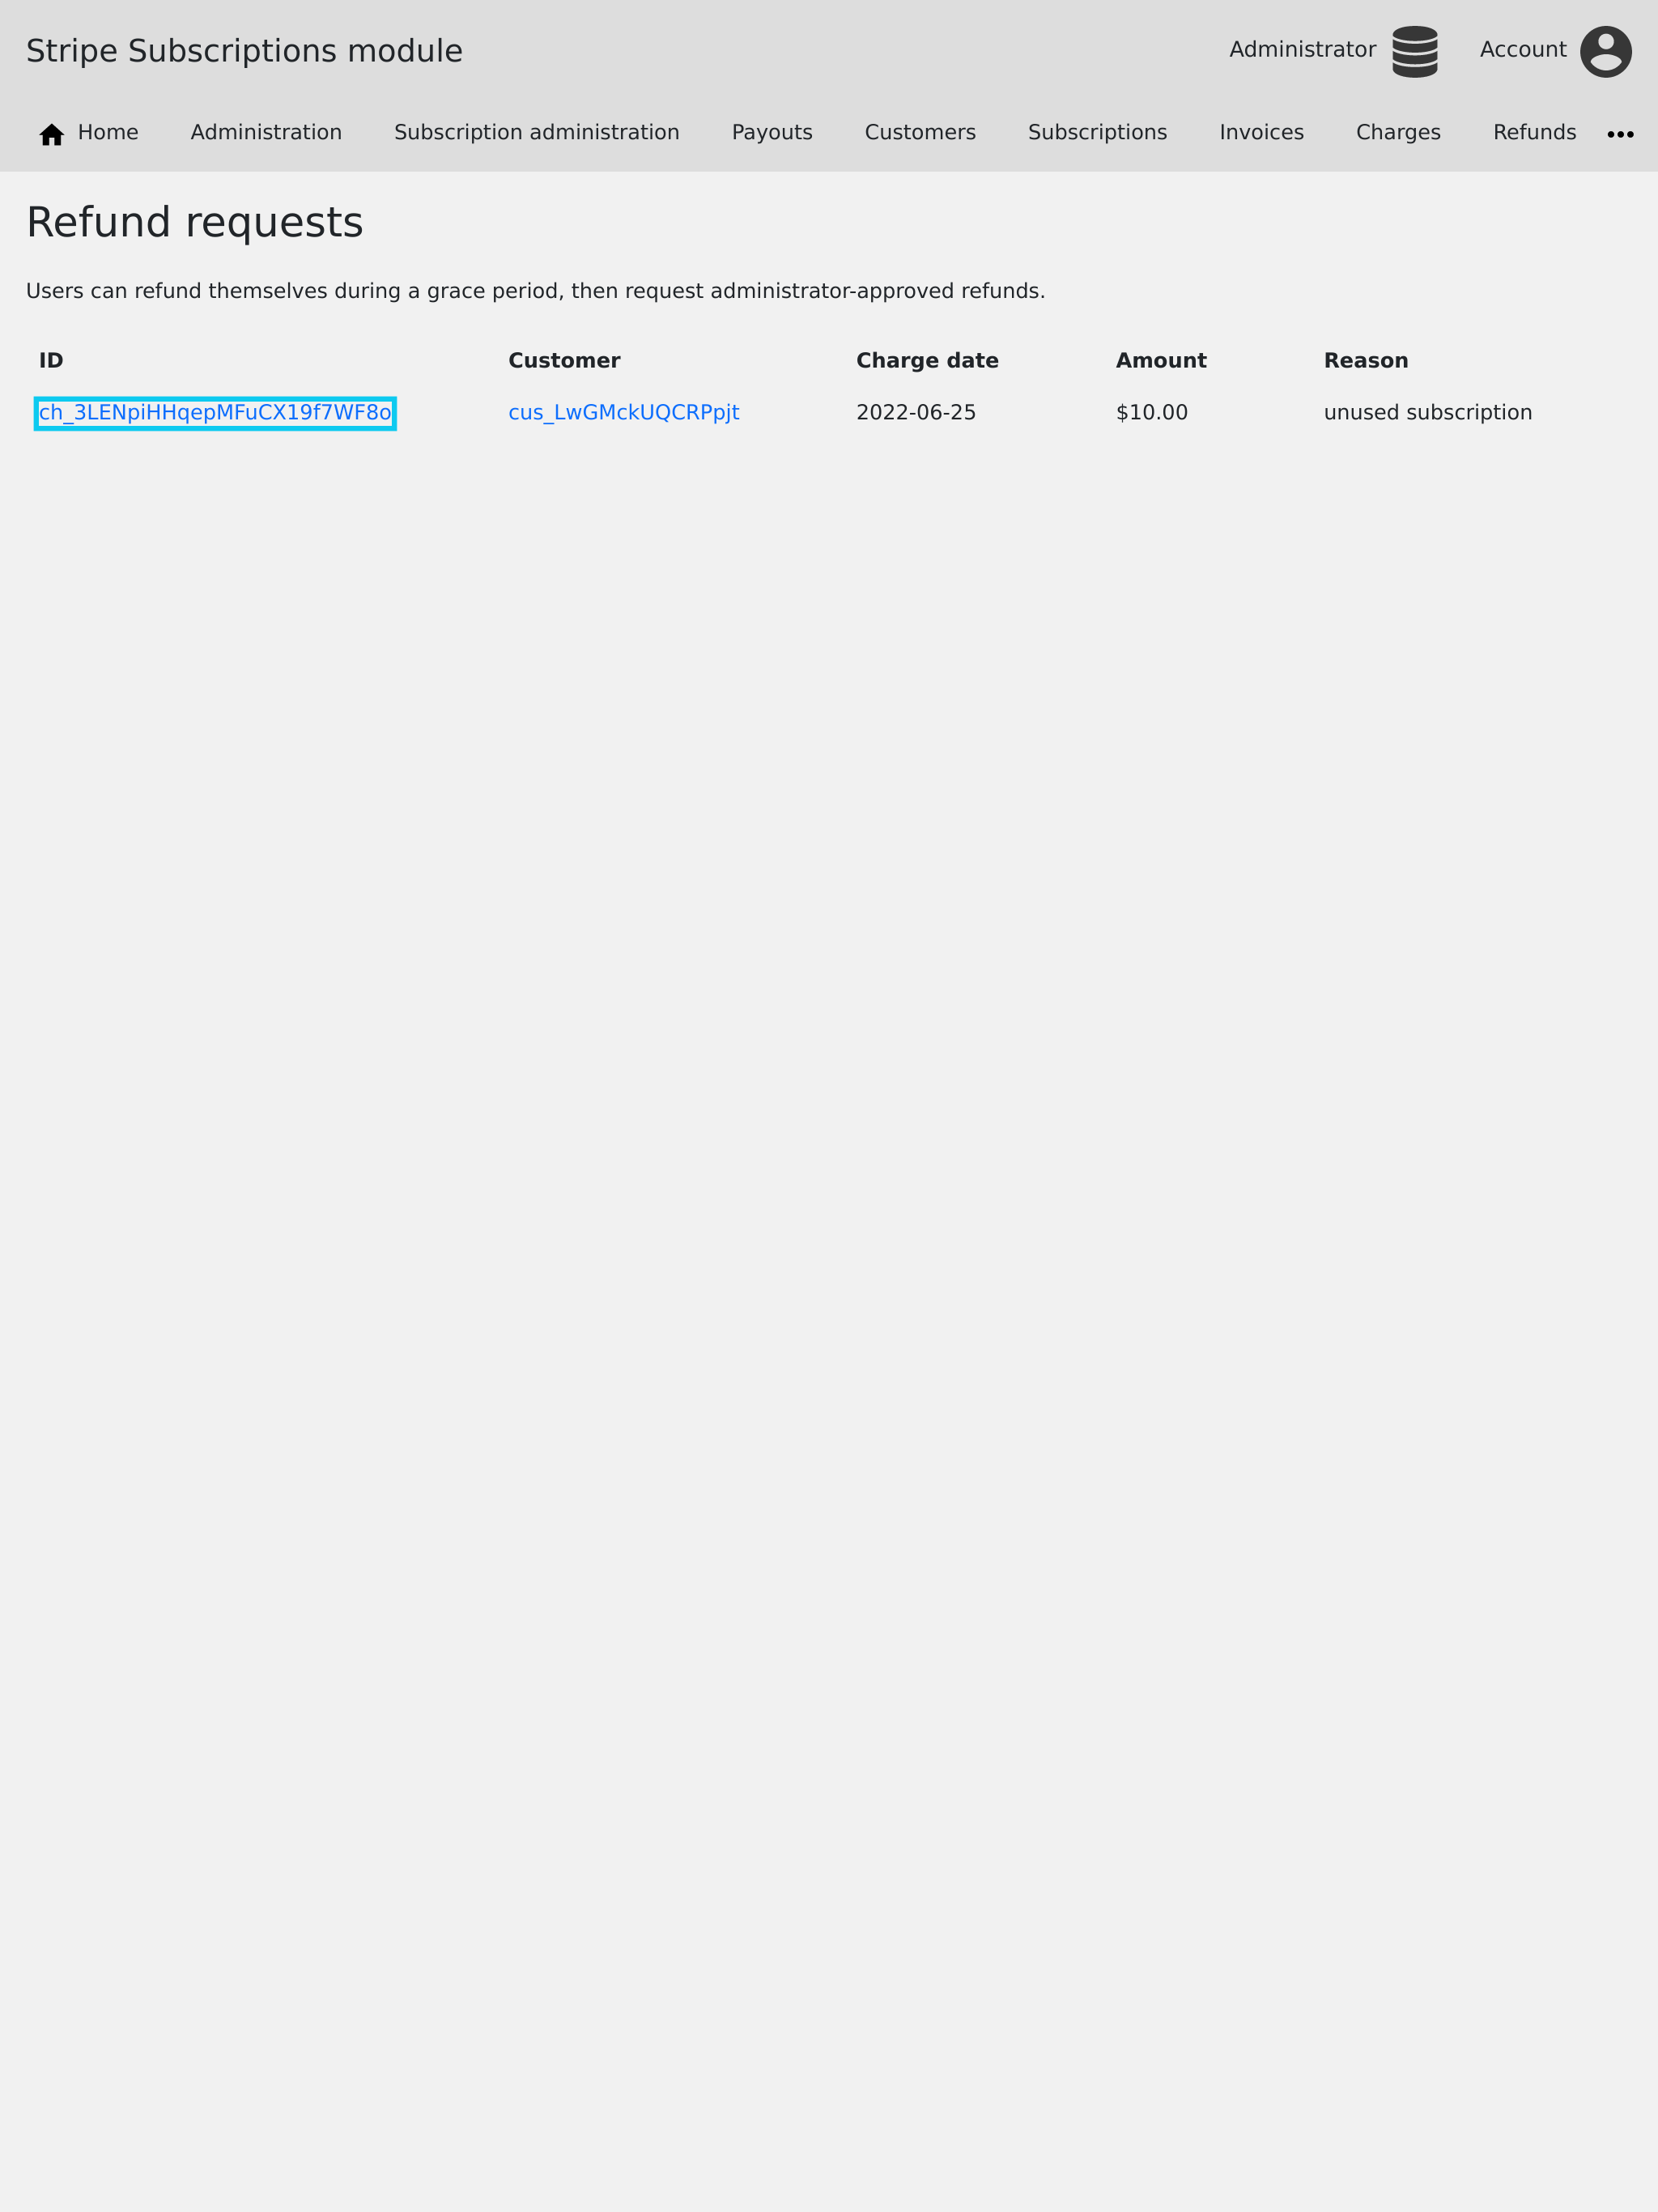 Stripe Subscriptions module
Administrator
Account
Home Administration Subscription administration Payouts Customers Subscriptions Invoices Charges Refunds
Refund requests
Users can refund themselves during a grace period, then request administrator-approved refunds.
ID Customer Charge date Amount Reason
ch_3LENpiHHqepMFuCX19f7WF8o cus_LwGMckUQCRPpjt 2022-06-25 $10.00 unused subscription